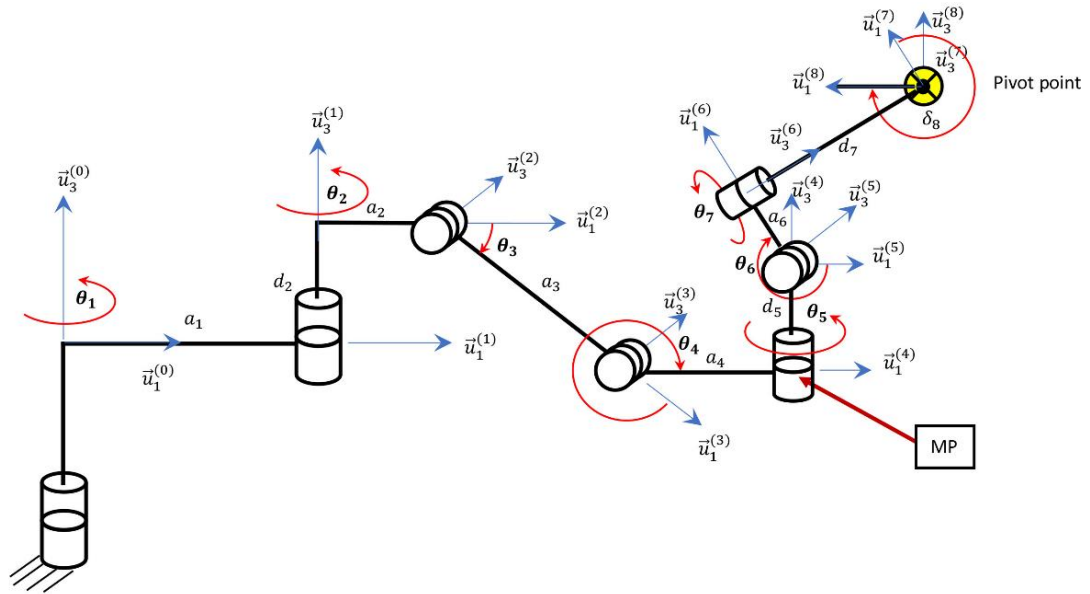 u⃗₁⁽⁷⁾
u⃗₃⁽⁸⁾
u⃗₃⁽⁷⁾
u⃗₁⁽⁸⁾
δ₈
Pivot point
u⃗₁⁽⁶⁾
u⃗₃⁽⁶⁾
d₇
θ₇
a₆
u⃗₃⁽⁴⁾
u⃗₃⁽⁵⁾
θ₆
u⃗₁⁽⁵⁾
d₅
θ₅
u⃗₁⁽⁴⁾
MP
u⃗₃⁽⁰⁾
θ₁
a₁
u⃗₁⁽⁰⁾
u⃗₃⁽¹⁾
θ₂
a₂
d₂
u⃗₁⁽¹⁾
u⃗₃⁽²⁾
u⃗₁⁽²⁾
θ₃
a₃
u⃗₃⁽³⁾
θ₄
a₄
u⃗₁⁽³⁾